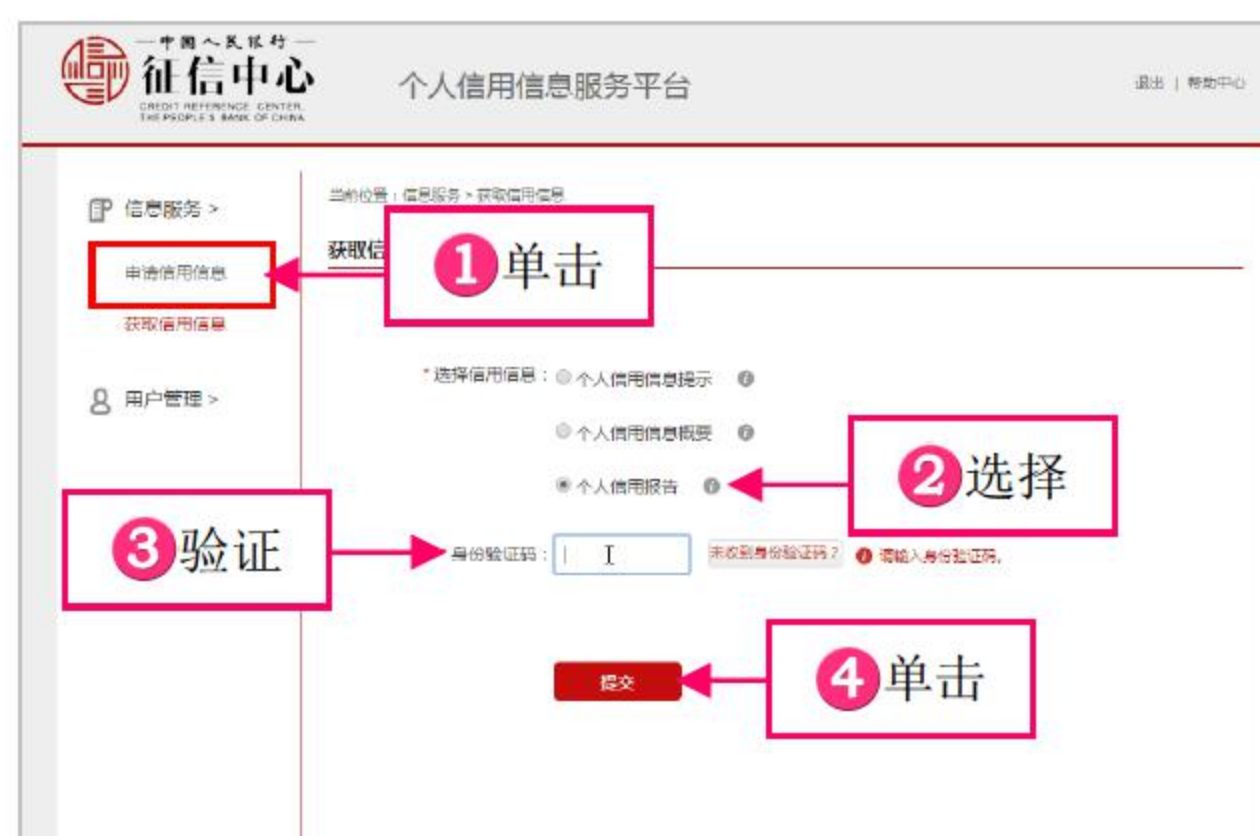 中国人民银行
征信中心
CREDIT REFERENCE CENTER,
THE PEOPLE'S BANK OF CHINA
个人信用信息服务平台
退出 | 帮助中心
信息服务 >
申请信用信息
获取信用信息
用户管理 >
当前位置：信息服务 > 获取信用信息
获取信
1 单击
*选择信用信息：
个人信用信息提示
个人信用信息概要
个人信用报告
2 选择
3 验证
身份验证码：
未收到身份验证码？
请输入身份验证码。
提交
4 单击